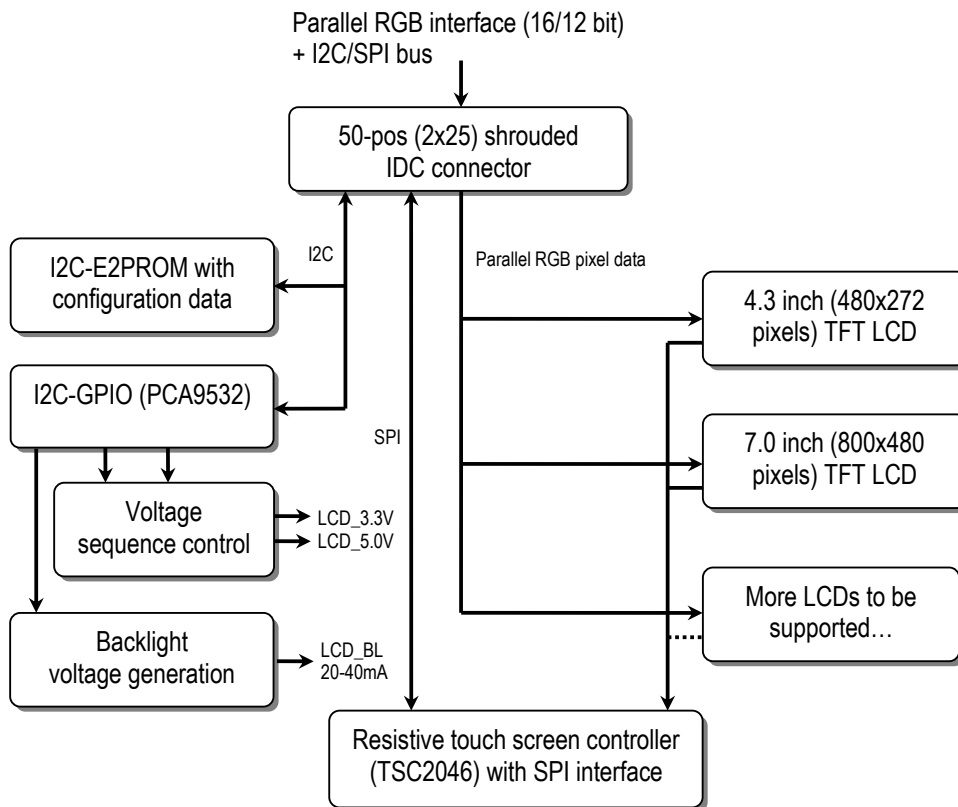 Parallel RGB interface (16/12 bit)
+ I2C/SPI bus
50-pos (2x25) shrouded
IDC connector
I2C
Parallel RGB pixel data
I2C-E2PROM with
configuration data
4.3 inch (480x272
pixels) TFT LCD
I2C-GPIO (PCA9532)
SPI
7.0 inch (800x480
pixels) TFT LCD
Voltage
sequence control
LCD_3.3V
LCD_5.0V
More LCDs to be
supported…
Backlight
voltage generation
LCD_BL
20-40mA
Resistive touch screen controller
(TSC2046) with SPI interface